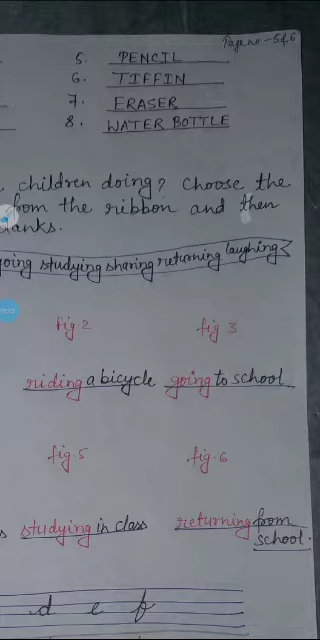 Page no - 5of6
5. PENCIL
6. TIFFIN
7. ERASER
8. WATER BOTTLE
children doing? Choose the
from the ribbon and then
lanks.
going studying sharing returning laughing
fig.2 fig 3
riding a bicycle going to school
fig.5 fig.6
studying in class returning from
school.
d e f